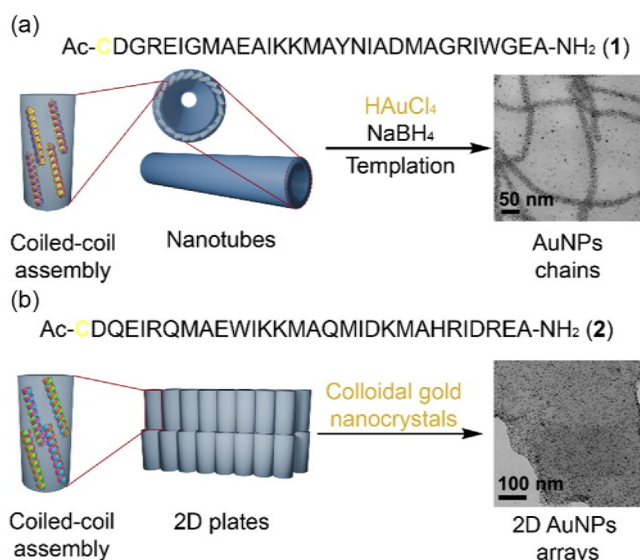 (a)
Ac-CDGREIGMAEAIKKMAYNIADMAGRIWGEA-NH₂ (1)
HAuCl₄
NaBH₄
Templation
50 nm
Coiled-coil
assembly
Nanotubes
AuNPs
chains
(b)
Ac-CDQEIRQMAEWIKKMAQMIDKMAHRIDREA-NH₂ (2)
Colloidal gold
nanocrystals
100 nm
Coiled-coil
assembly
2D plates
2D AuNPs
arrays